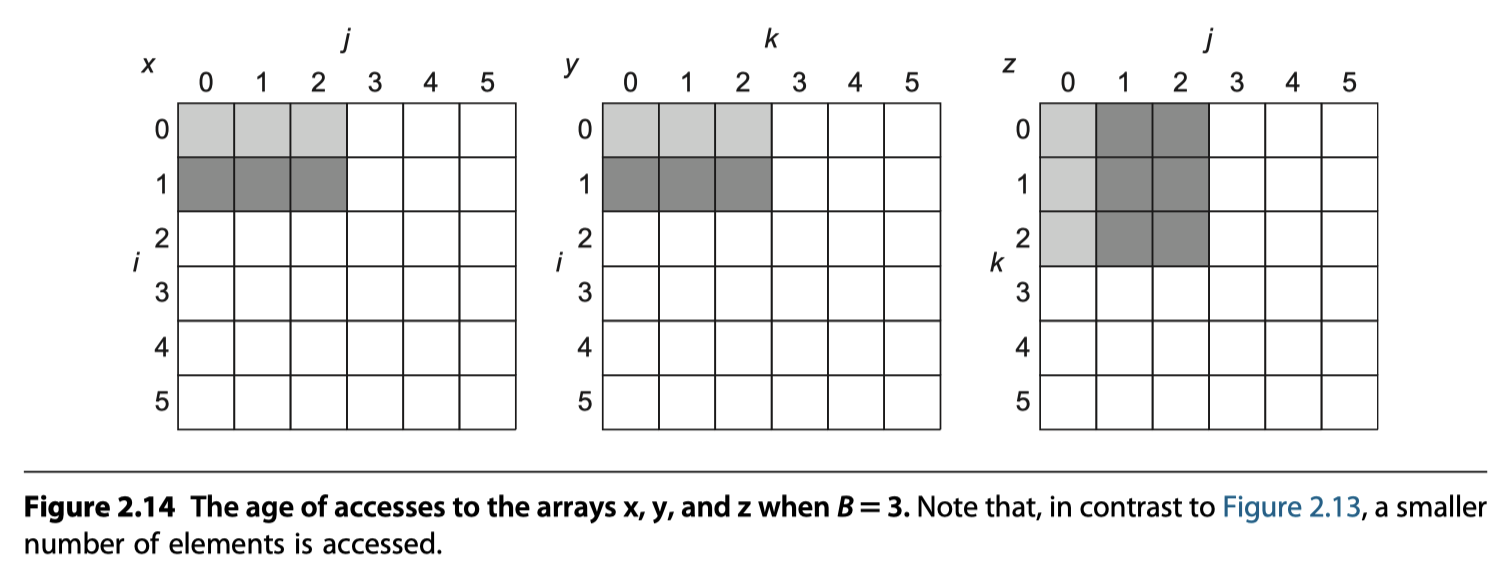 j
x
0 1 2 3 4 5
0
1
2
i
3
4
5
k
y
0 1 2 3 4 5
0
1
2
i
3
4
5
j
z
0 1 2 3 4 5
0
1
2
k
3
4
5
Figure 2.14 The age of accesses to the arrays x, y, and z when B = 3. Note that, in contrast to Figure 2.13, a smaller
number of elements is accessed.